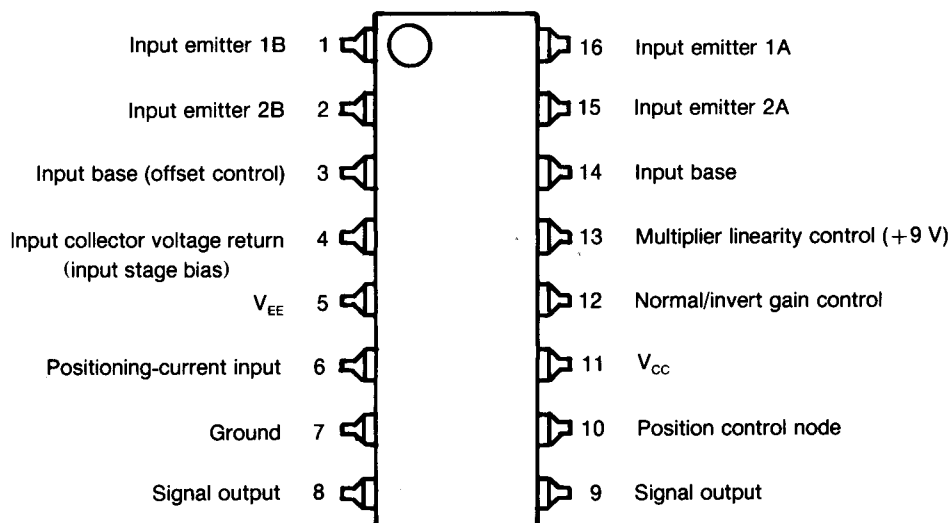 Input emitter 1B 1 16 Input emitter 1A
Input emitter 2B 2 15 Input emitter 2A
Input base (offset control) 3 14 Input base
Input collector voltage return 4 13 Multiplier linearity control (+9 V)
(input stage bias)
VEE 5 12 Normal/invert gain control
Positioning-current input 6 11 VCC
Ground 7 10 Position control node
Signal output 8 9 Signal output